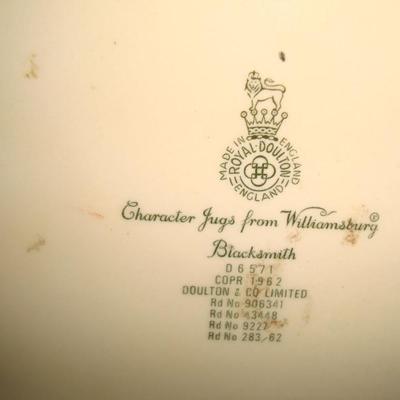 MADE IN ENGLAND
ROYAL·DOULTON
ENGLAND
Character Jugs from Williamsburg®
Blacksmith
D 6571
COPR 1962
DOULTON & CO LIMITED
Rd No 906341
Rd No 43448
Rd No 9227
Rd No 283/62